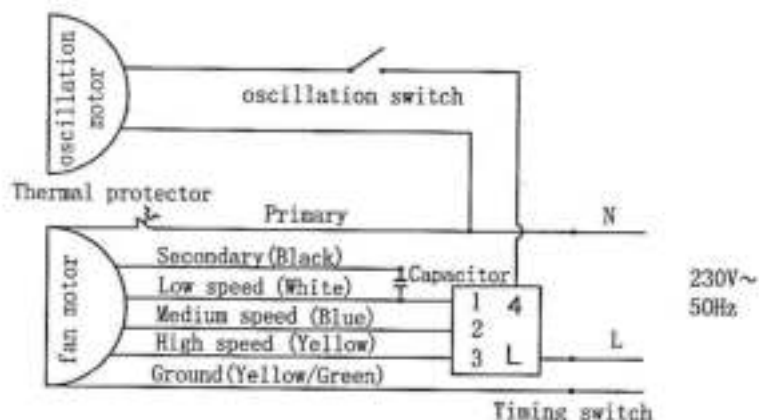 oscillation
motor
oscillation switch
Thermal protector
Primary
N
fan motor
Secondary(Black)
Capacitor
Low speed (White)
Medium speed (Blue)
High speed (Yellow)
Ground(Yellow/Green)
1 4
2
3 L
L
230V~
50Hz
Timing switch